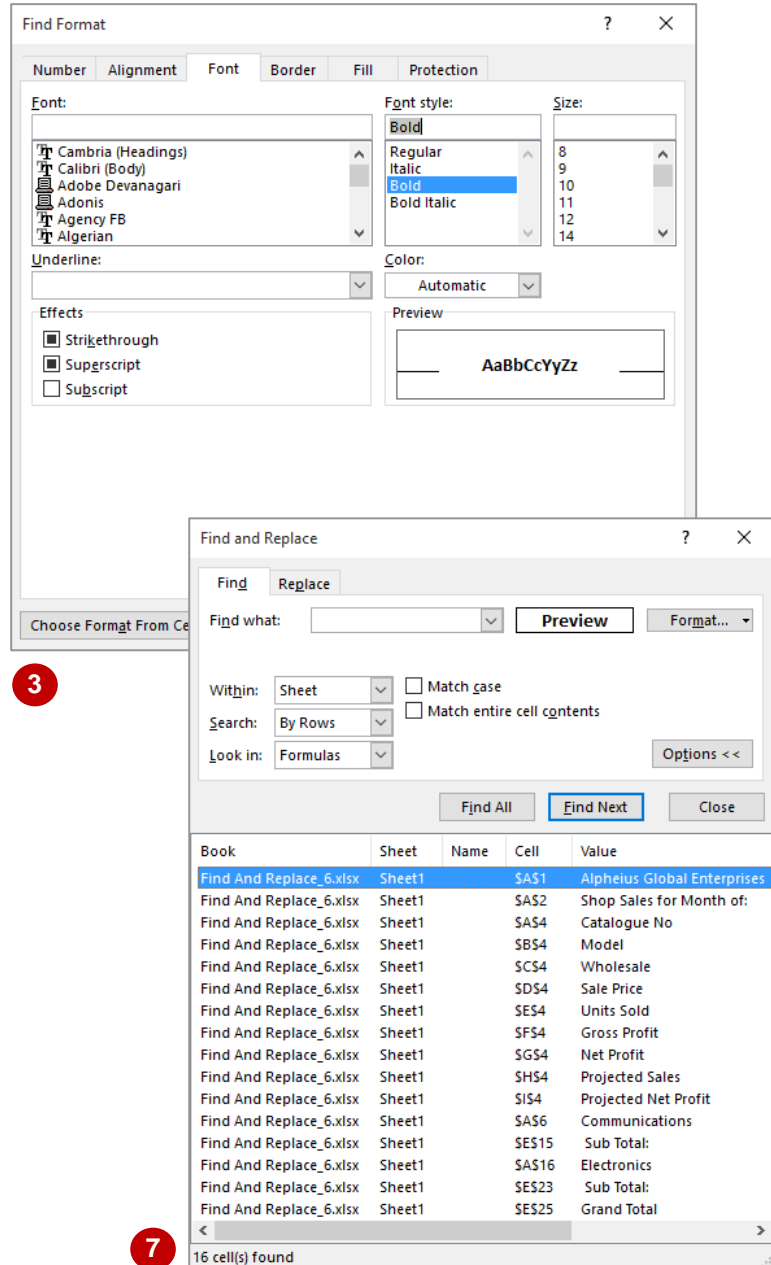 Find Format ?
Number Alignment Font Border Fill Protection
Font: Font style: Size:
Bold
Cambria (Headings) Regular 8
Calibri (Body) Italic 9
Adobe Devanagari Bold 10
Adonis Bold Italic 11
Agency FB 12
Algerian 14
Underline: Color:
Automatic
Effects Preview
Strikethrough
Superscript AaBbCcYyZz
Subscript
Choose Format From Ce
3
Find and Replace ?
Find Replace
Find what: Preview Format...
Within: Sheet Match case
Match entire cell contents
Search: By Rows
Look in: Formulas Options <<
Find All Find Next Close
Book Sheet Name Cell Value
Find And Replace_6.xlsx Sheet1 $A$1 Alpheius Global Enterprises
Find And Replace_6.xlsx Sheet1 $A$2 Shop Sales for Month of:
Find And Replace_6.xlsx Sheet1 $A$4 Catalogue No
Find And Replace_6.xlsx Sheet1 $B$4 Model
Find And Replace_6.xlsx Sheet1 $C$4 Wholesale
Find And Replace_6.xlsx Sheet1 $D$4 Sale Price
Find And Replace_6.xlsx Sheet1 $E$4 Units Sold
Find And Replace_6.xlsx Sheet1 $F$4 Gross Profit
Find And Replace_6.xlsx Sheet1 $G$4 Net Profit
Find And Replace_6.xlsx Sheet1 $H$4 Projected Sales
Find And Replace_6.xlsx Sheet1 $I$4 Projected Net Profit
Find And Replace_6.xlsx Sheet1 $A$6 Communications
Find And Replace_6.xlsx Sheet1 $E$15 Sub Total:
Find And Replace_6.xlsx Sheet1 $A$16 Electronics
Find And Replace_6.xlsx Sheet1 $E$23 Sub Total:
Find And Replace_6.xlsx Sheet1 $E$25 Grand Total
7
16 cell(s) found